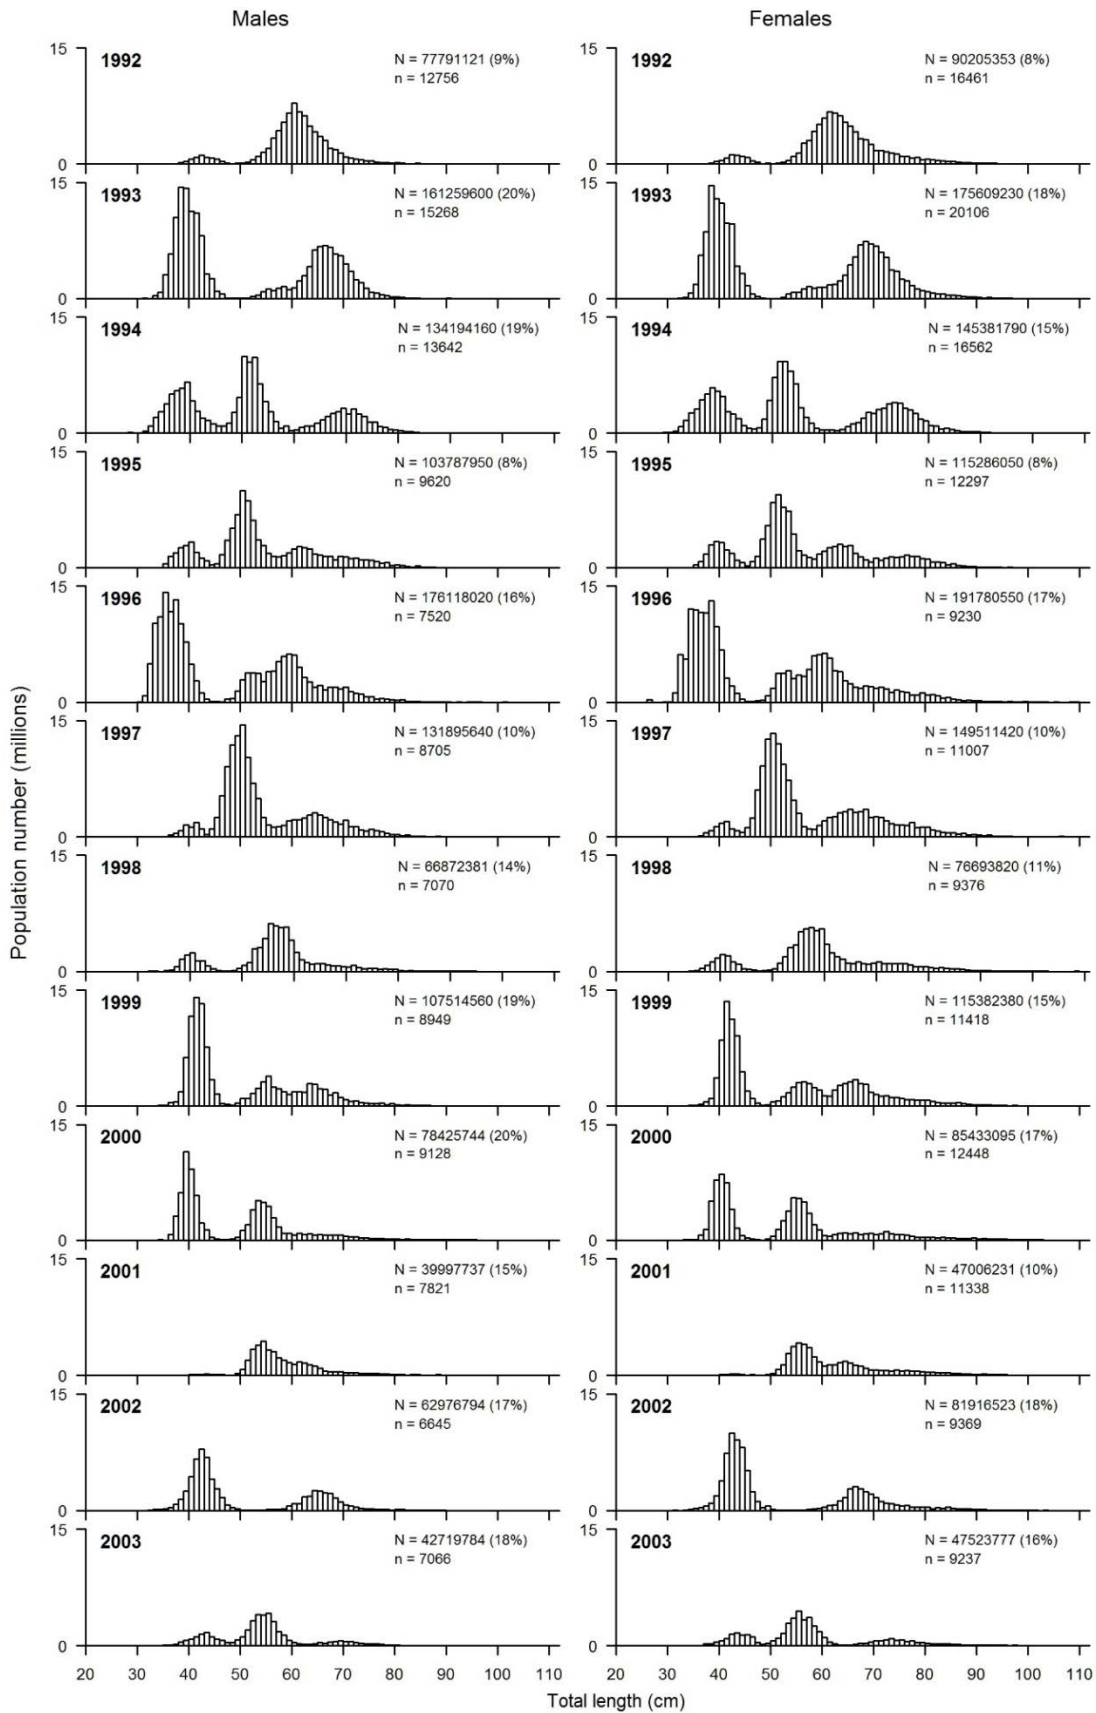 Males Females
15 1992 N = 77791121 (9%) 15 1992 N = 90205353 (8%)
n = 12756 n = 16461
0 0
15 1993 N = 161259600 (20%) 15 1993 N = 175609230 (18%)
n = 15268 n = 20106
0 0
15 1994 N = 134194160 (19%) 15 1994 N = 145381790 (15%)
n = 13642 n = 16562
0 0
15 1995 N = 103787950 (8%) 15 1995 N = 115286050 (8%)
n = 9620 n = 12297
0 0
15 1996 N = 176118020 (16%) 15 1996 N = 191780550 (17%)
n = 7520 n = 9230
0 0
15 1997 N = 131895640 (10%) 15 1997 N = 149511420 (10%)
n = 8705 n = 11007
0 0
15 1998 N = 66872381 (14%) 15 1998 N = 76693820 (11%)
n = 7070 n = 9376
0 0
15 1999 N = 107514560 (19%) 15 1999 N = 115382380 (15%)
n = 8949 n = 11418
0 0
15 2000 N = 78425744 (20%) 15 2000 N = 85433095 (17%)
n = 9128 n = 12448
0 0
15 2001 N = 39997737 (15%) 15 2001 N = 47006231 (10%)
n = 7821 n = 11338
0 0
15 2002 N = 62976794 (17%) 15 2002 N = 81916523 (18%)
n = 6645 n = 9369
0 0
15 2003 N = 42719784 (18%) 15 2003 N = 47523777 (16%)
n = 7066 n = 9237
0 0
20 30 40 50 60 70 80 90 100 110 20 30 40 50 60 70 80 90 100 110
Total length (cm)
Population number (millions)